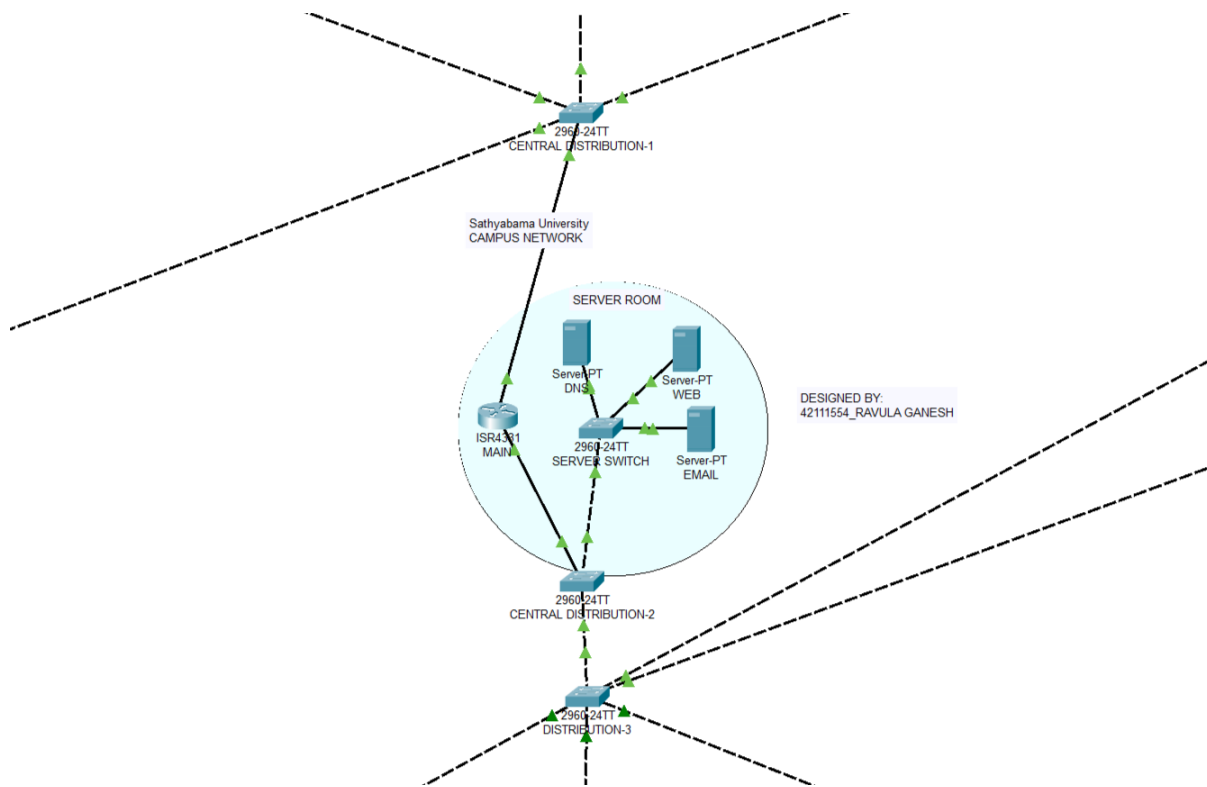 2960-24TT
CENTRAL DISTRIBUTION-1
Sathyabama University
CAMPUS NETWORK
SERVER ROOM
Server-PT
DNS
Server-PT
WEB
DESIGNED BY:
42111554_RAVULA GANESH
ISR4331
MAIN
2960-24TT
SERVER SWITCH
Server-PT
EMAIL
2960-24TT
CENTRAL DISTRIBUTION-2
2960-24TT
DISTRIBUTION-3